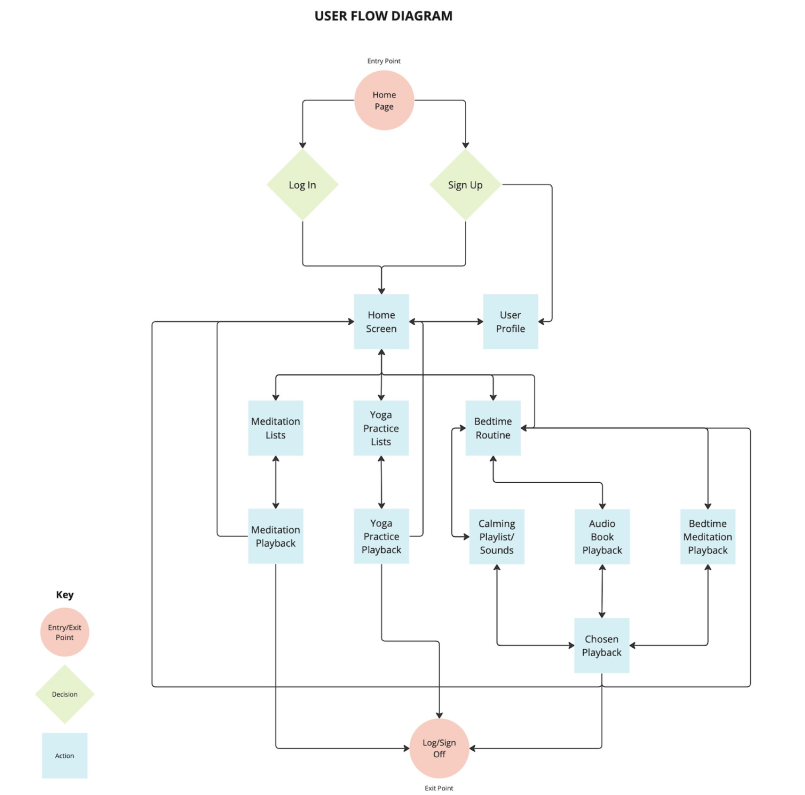 USER FLOW DIAGRAM
Entry Point
Home
Page
Log In
Sign Up
Home
Screen
User
Profile
Meditation
Lists
Yoga
Practice
Lists
Bedtime
Routine
Meditation
Playback
Yoga
Practice
Playback
Calming
Playlist/
Sounds
Audio
Book
Playback
Bedtime
Meditation
Playback
Chosen
Playback
Log/Sign
Off
Exit Point
Key
Entry/Exit
Point
Decision
Action